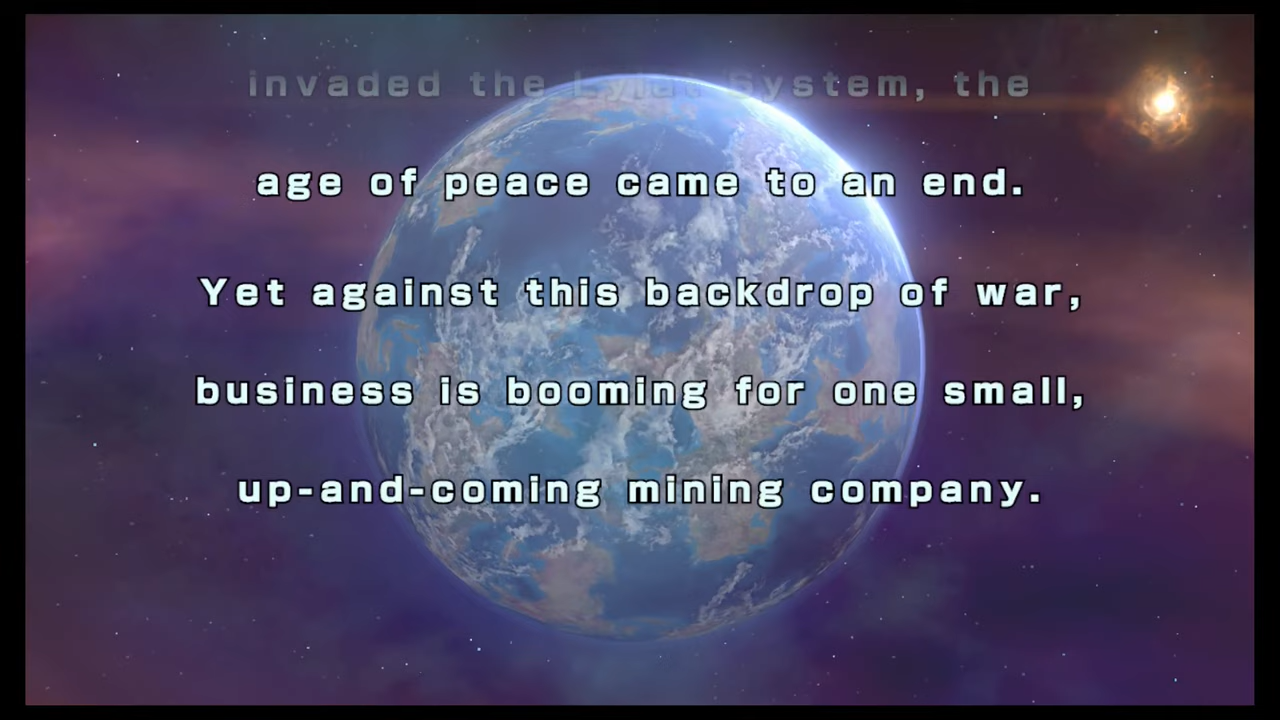 invaded the Lylat System, the
age of peace came to an end.
Yet against this backdrop of war,
business is booming for one small,
up-and-coming mining company.